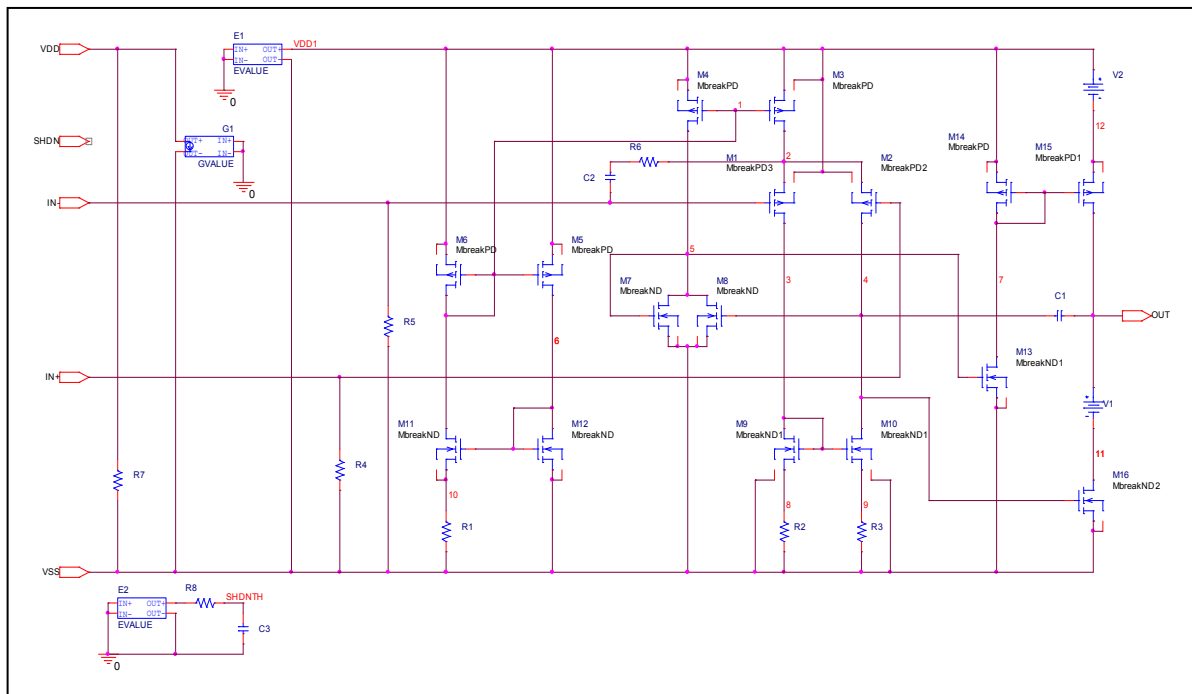 E1
VDD
IN+ OUT+
IN- OUT-
VDD1
EVALUE
0
M4
MbreakPD
M3
MbreakPD
V2
1
12
SHDN
G1
OUT+ IN+
OUT- IN-
GVALUE
0
R6
C2
M1
MbreakPD3
2
M2
MbreakPD2
M14
MbreakPD
M15
MbreakPD1
IN-
M6
MbreakPD
M5
MbreakPD
5
M7
MbreakND
M8
MbreakND
3
4
7
C1
OUT
R5
6
M13
MbreakND1
IN+
V1
M11
MbreakND
M12
MbreakND
M9
MbreakND1
M10
MbreakND1
11
R7
R4
M16
MbreakND2
10
8
9
R1
R2
R3
VSS
E2
IN+ OUT+
IN- OUT-
EVALUE
R8
SHDNTH
C3
0